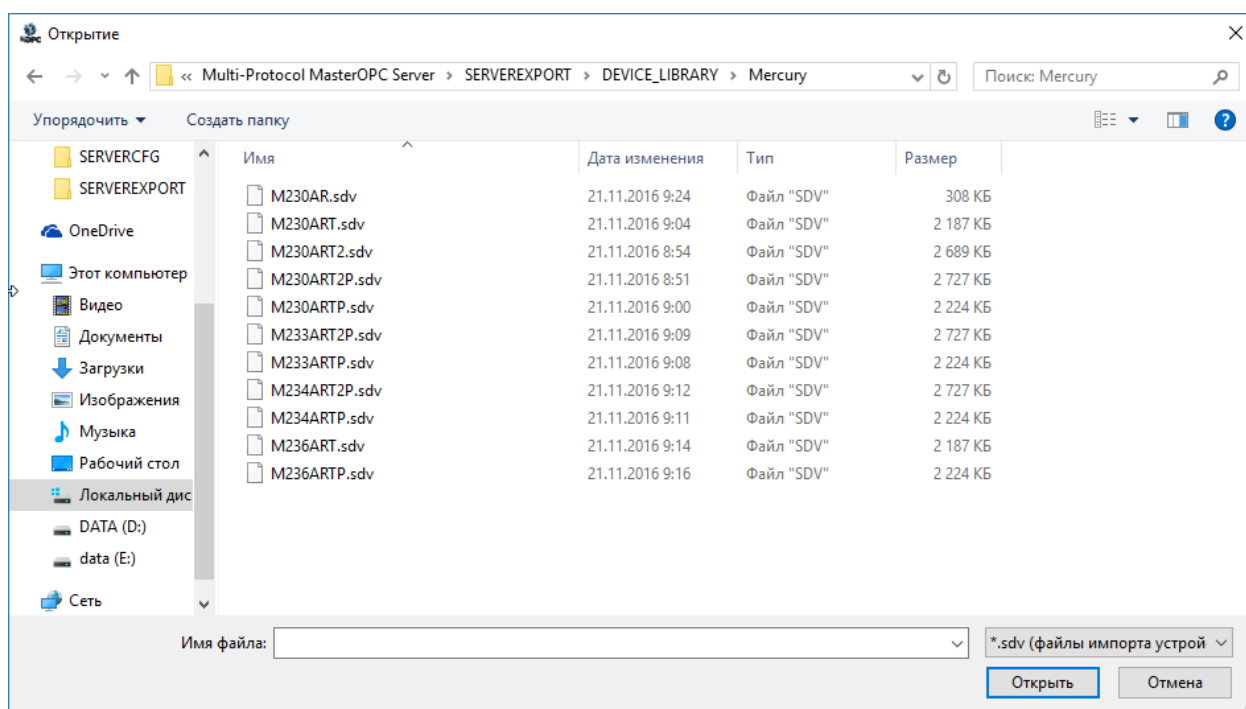 Открытие
« Multi-Protocol MasterOPC Server > SERVEREXPORT > DEVICE_LIBRARY > Mercury
Поиск: Mercury
Упорядочить
Создать папку
SERVERCFG
SERVEREXPORT
OneDrive
Этот компьютер
Видео
Документы
Загрузки
Изображения
Музыка
Рабочий стол
Локальный дис
DATA (D:)
data (E:)
Сеть
Имя Дата изменения Тип Размер
M230AR.sdv 21.11.2016 9:24 Файл "SDV" 308 КБ
M230ART.sdv 21.11.2016 9:04 Файл "SDV" 2 187 КБ
M230ART2.sdv 21.11.2016 8:54 Файл "SDV" 2 689 КБ
M230ART2P.sdv 21.11.2016 8:51 Файл "SDV" 2 727 КБ
M230ARTP.sdv 21.11.2016 9:00 Файл "SDV" 2 224 КБ
M233ART2P.sdv 21.11.2016 9:09 Файл "SDV" 2 727 КБ
M233ARTP.sdv 21.11.2016 9:08 Файл "SDV" 2 224 КБ
M234ART2P.sdv 21.11.2016 9:12 Файл "SDV" 2 727 КБ
M234ARTP.sdv 21.11.2016 9:11 Файл "SDV" 2 224 КБ
M236ART.sdv 21.11.2016 9:14 Файл "SDV" 2 187 КБ
M236ARTP.sdv 21.11.2016 9:16 Файл "SDV" 2 224 КБ
Имя файла:
*.sdv (файлы импорта устрой
Открыть
Отмена